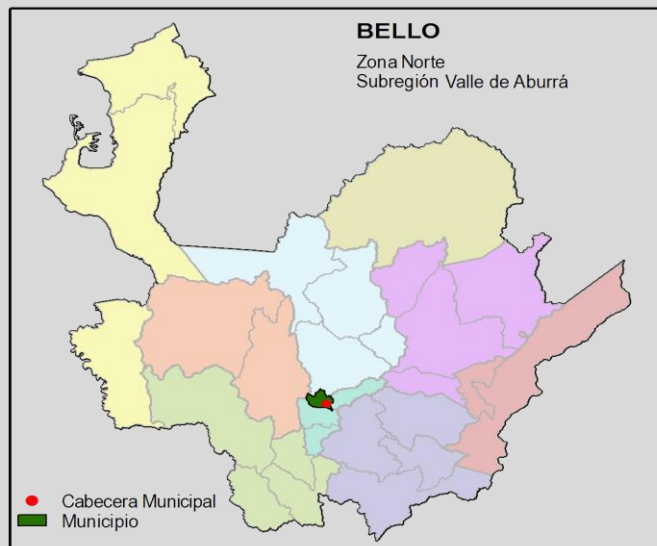 BELLO
Zona Norte
Subregión Valle de Aburrá
Cabecera Municipal
Municipio